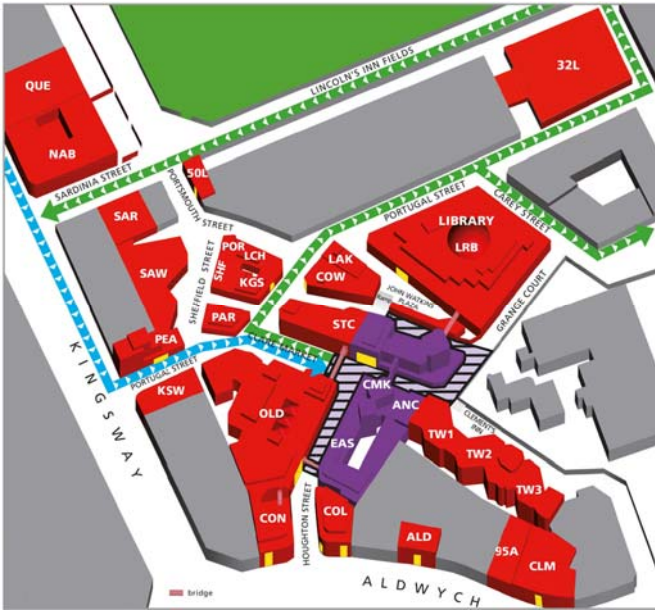 QUE
32L
LINCOLN'S INN FIELDS
NAB
SARDINIA STREET
50L
PORTSMOUTH STREET
PORTUGAL STREET
CAREY STREET
SAR
LIBRARY
LRB
SHEFFIELD STREET
POR
LCH
SHF
KGS
LAK
COW
SAW
JOHN WATKINS
PLAZA
GRANGE COURT
PAR
STC
PEA
PORTUGAL STREET
KSW
KINGSWAY
CMK
ANC
CLEMENT'S
INN
OLD
EAS
TW1
TW2
TW3
HOUGHTON STREET
CON
COL
ALD
95A
CLM
ALDWYCH
bridge